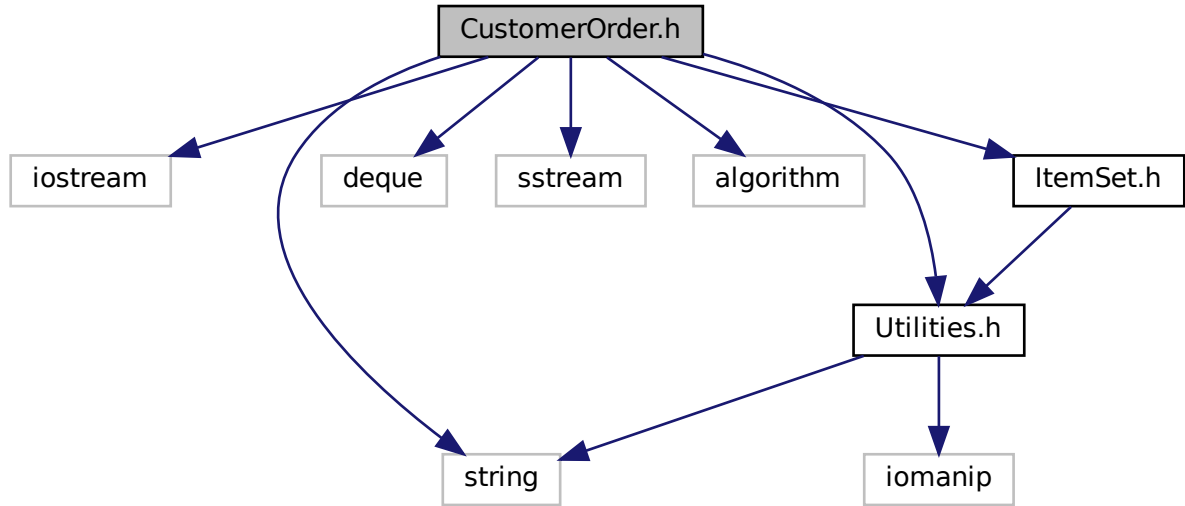 CustomerOrder.h
iostream
deque
sstream
algorithm
ItemSet.h
Utilities.h
string
iomanip